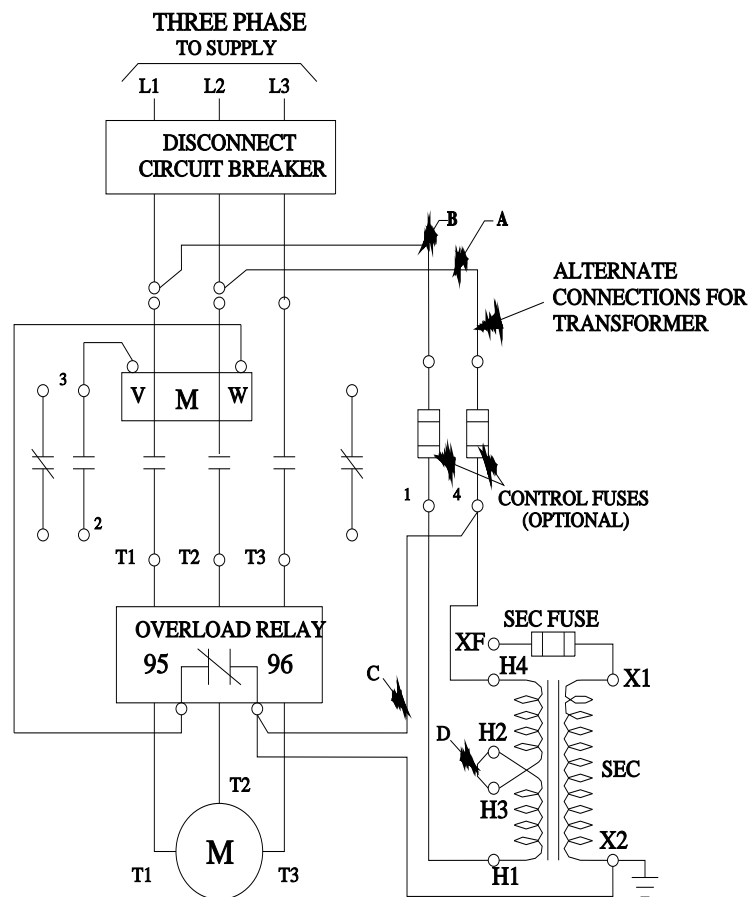 THREE PHASE
TO SUPPLY
L1 L2 L3
DISCONNECT
CIRCUIT BREAKER
B A
ALTERNATE
CONNECTIONS FOR
TRANSFORMER
3
V M W
2
1 4
CONTROL FUSES
(OPTIONAL)
T1 T2 T3
OVERLOAD RELAY
95 96
SEC FUSE
XF
H4 X1
C
D H2
SEC
H3
T2
X2
M
H1
T1 T3